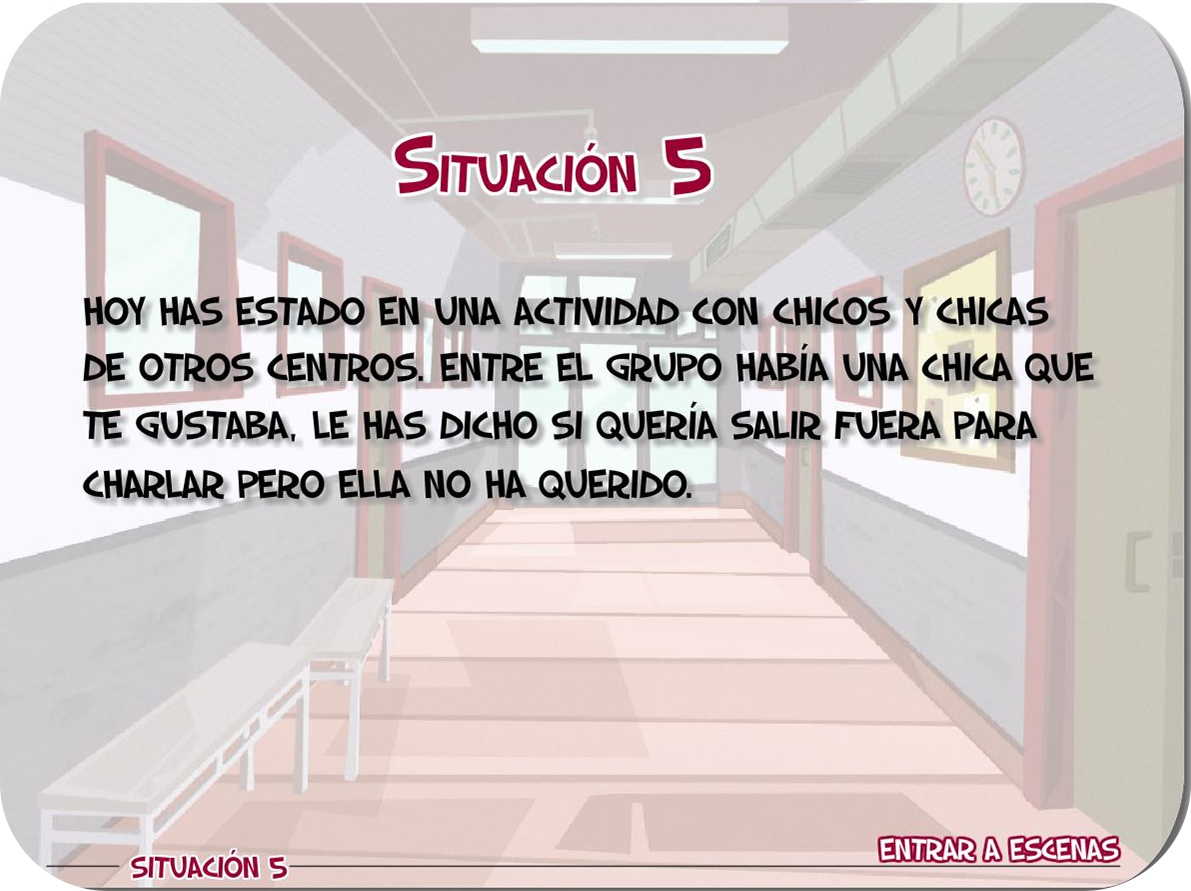 SITUACIÓN 5
HOY HAS ESTADO EN UNA ACTIVIDAD CON CHICOS Y CHICAS
DE OTROS CENTROS. ENTRE EL GRUPO HABÍA UNA CHICA QUE
TE GUSTABA, LE HAS DICHO SI QUERÍA SALIR FUERA PARA
CHARLAR PERO ELLA NO HA QUERIDO.
SITUACIÓN 5
ENTRAR A ESCENAS